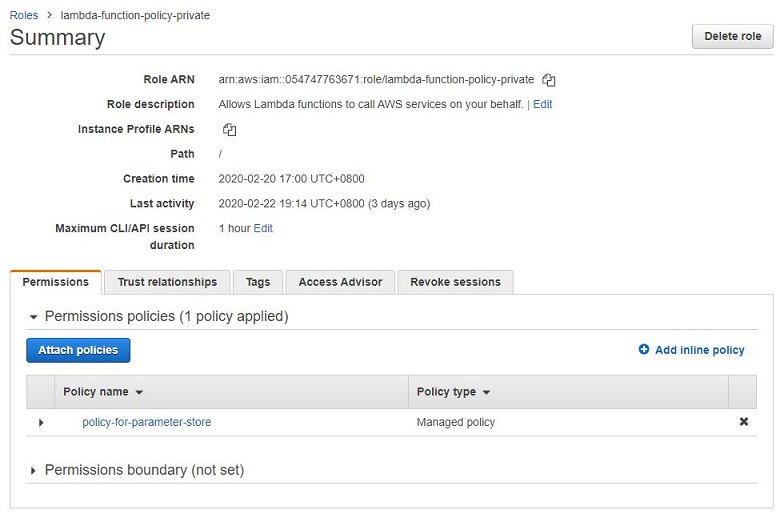 Roles > lambda-function-policy-private
Summary
Delete role
Role ARN arn:aws:iam::054747763671:role/lambda-function-policy-private
Role description Allows Lambda functions to call AWS services on your behalf. | Edit
Instance Profile ARNs
Path /
Creation time 2020-02-20 17:00 UTC+0800
Last activity 2020-02-22 19:14 UTC+0800 (3 days ago)
Maximum CLI/API session 1 hour Edit
duration
Permissions Trust relationships Tags Access Advisor Revoke sessions
Permissions policies (1 policy applied)
Attach policies Add inline policy
Policy name Policy type
policy-for-parameter-store Managed policy
Permissions boundary (not set)